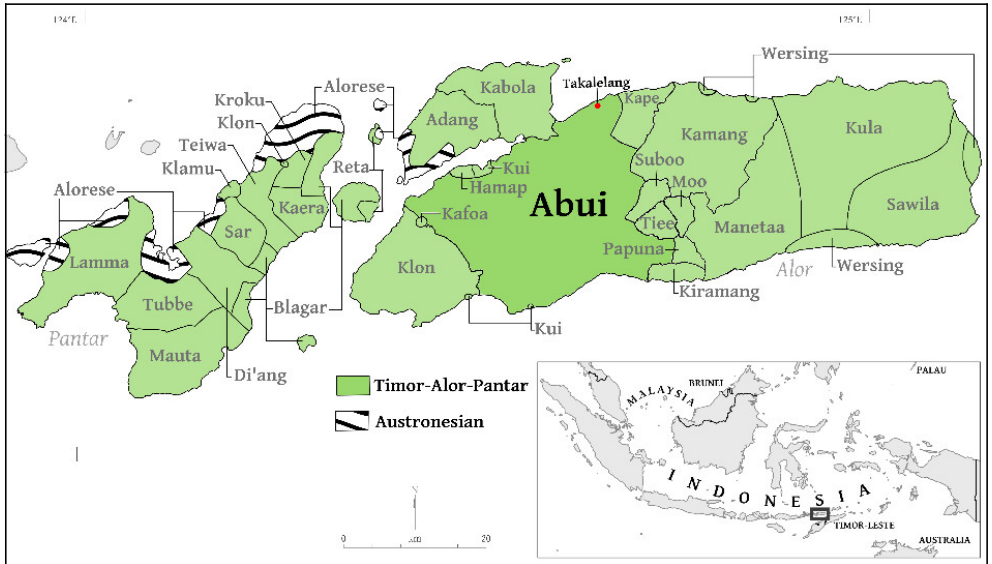 124°E
125°E
Wersing
Alorese
Kroku
Klon
Teiwa
Klamu
Alorese
Kabola
Takalelang
Kape
Adang
Kamang
Kula
Reta
Kui
Hamap
Suboo
Moo
Kaera
Abui
Kafoa
Tiee
Manetaa
Sawila
Sar
Lamma
Klon
Papuna
Alor
Wersing
Kiramang
Tubbe
Blagar
Kui
Pantar
Mauta
Di'ang
Timor-Alor-Pantar
Austronesian
0
20
PALAU
BRUNEI
MALAYSIA
INDONESIA
TIMOR-LESTE
AUSTRALIA